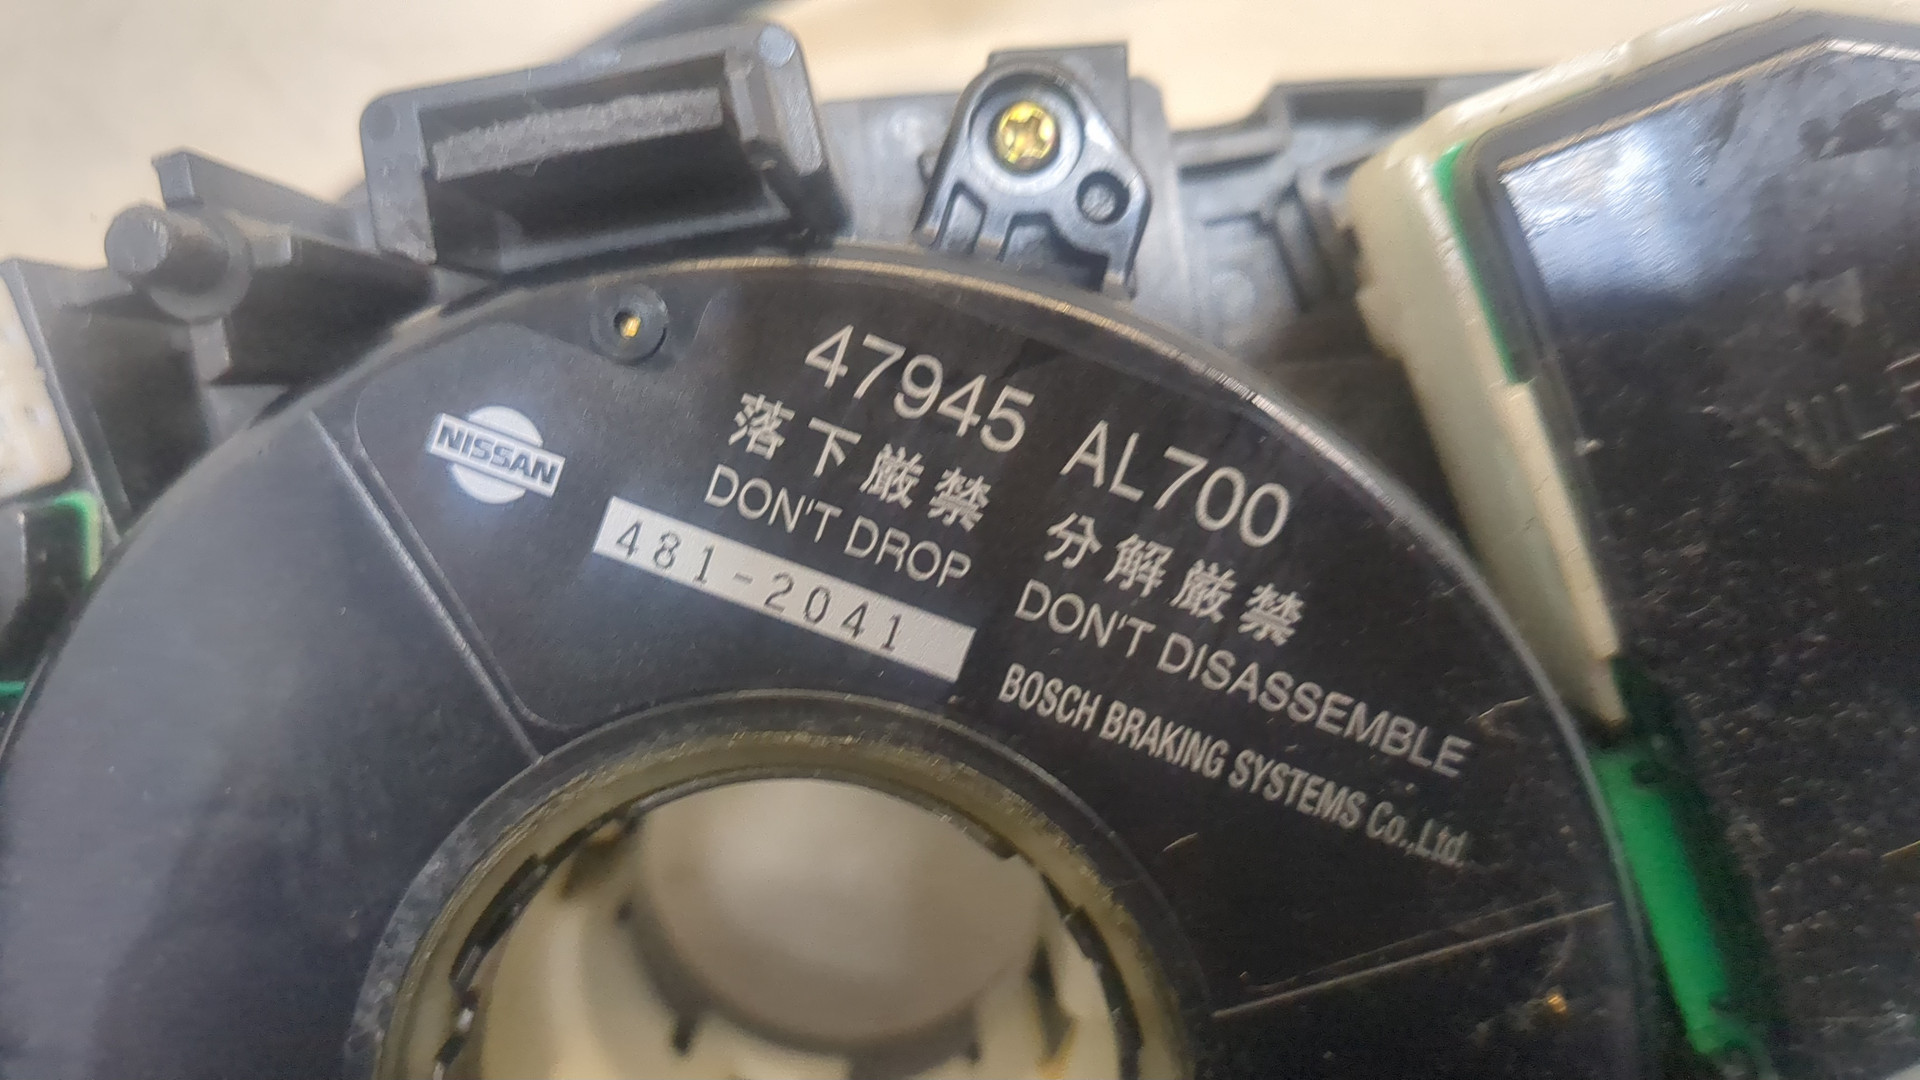 NISSAN
47945 AL700
落下厳禁 分解厳禁
DON'T DROP DON'T DISASSEMBLE
481-2041
BOSCH BRAKING SYSTEMS Co.,Ltd.